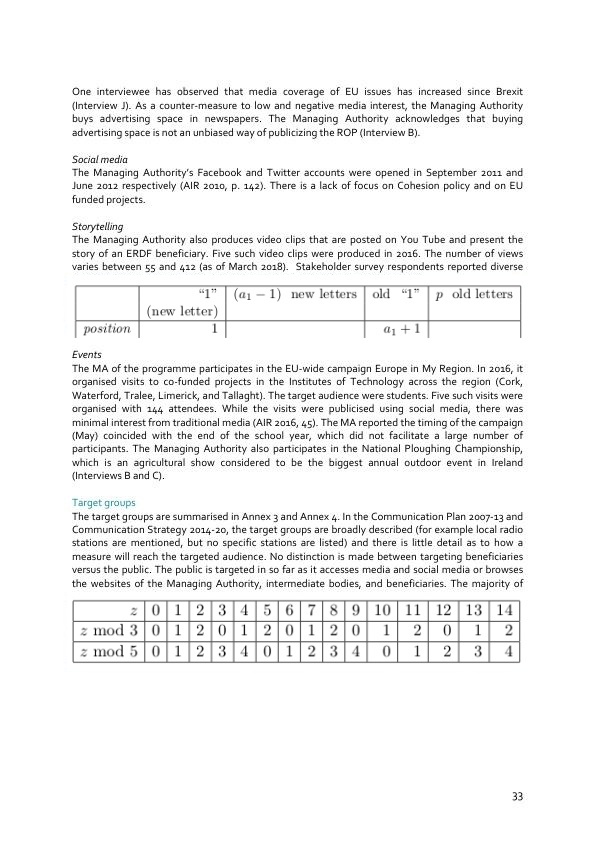 One interviewee has observed that media coverage of EU issues has increased since Brexit
(Interview J). As a counter-measure to low and negative media interest, the Managing Authority
buys advertising space in newspapers. The Managing Authority acknowledges that buying
advertising space is not an unbiased way of publicizing the ROP (Interview B).
Social media
The Managing Authority's Facebook and Twitter accounts were opened in September 2011 and
June 2012 respectively (AIR 2010, p. 142). There is a lack of focus on Cohesion policy and on EU
funded projects.
Storytelling
The Managing Authority also produces video clips that are posted on You Tube and present the
story of an ERDF beneficiary. Five such video clips were produced in 2016. The number of views
varies between 55 and 412 (as of March 2018). Stakeholder survey respondents reported diverse
"1" (a₁ − 1) new letters old "1" p old letters
(new letter)
position 1 a₁ + 1
Events
The MA of the programme participates in the EU-wide campaign Europe in My Region. In 2016, it
organised visits to co-funded projects in the Institutes of Technology across the region (Cork,
Waterford, Tralee, Limerick, and Tallaght). The target audience were students. Five such visits were
organised with 144 attendees. While the visits were publicised using social media, there was
minimal interest from traditional media (AIR 2016, 45). The MA reported the timing of the campaign
(May) coincided with the end of the school year, which did not facilitate a large number of
participants. The Managing Authority also participates in the National Ploughing Championship,
which is an agricultural show considered to be the biggest annual outdoor event in Ireland
(Interviews B and C).
Target groups
The target groups are summarised in Annex 3 and Annex 4. In the Communication Plan 2007-13 and
Communication Strategy 2014-20, the target groups are broadly described (for example local radio
stations are mentioned, but no specific stations are listed) and there is little detail as to how a
measure will reach the targeted audience. No distinction is made between targeting beneficiaries
versus the public. The public is targeted in so far as it accesses media and social media or browses
the websites of the Managing Authority, intermediate bodies, and beneficiaries. The majority of
z 0 1 2 3 4 5 6 7 8 9 10 11 12 13 14
z mod 3 0 1 2 0 1 2 0 1 2 0 1 2 0 1 2
z mod 5 0 1 2 3 4 0 1 2 3 4 0 1 2 3 4
33